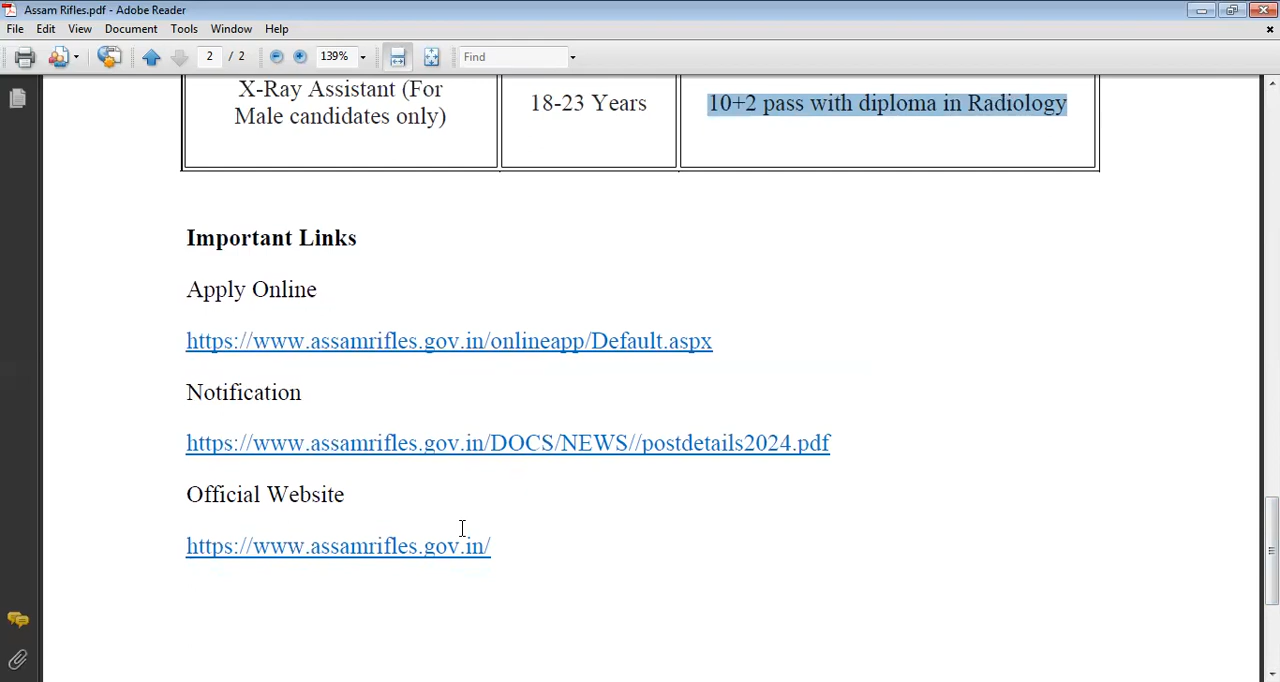 Assam Rifles.pdf - Adobe Reader
File Edit View Document Tools Window Help
2 / 2 139% Find
X-Ray Assistant (For
Male candidates only)
18-23 Years
10+2 pass with diploma in Radiology
Important Links
Apply Online
https://www.assamrifles.gov.in/onlineapp/Default.aspx
Notification
https://www.assamrifles.gov.in/DOCS/NEWS//postdetails2024.pdf
Official Website
https://www.assamrifles.gov.in/